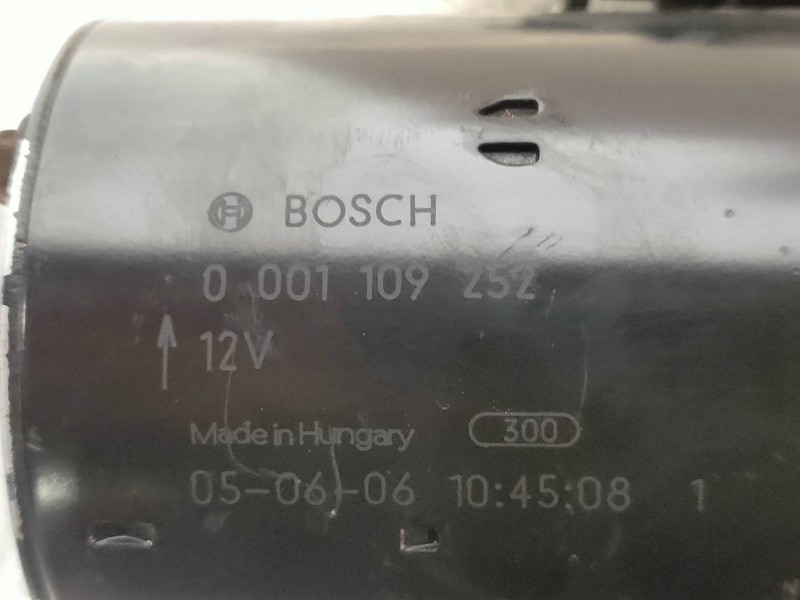 BOSCH
0 001 109 252
12V
Made in Hungary 300
05-06-06 10:45:08 1